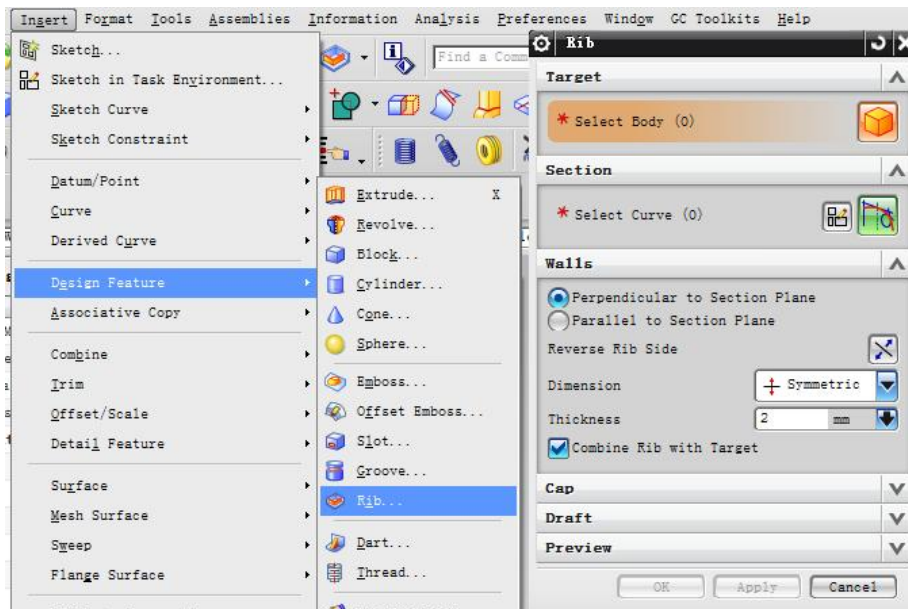 Insert Format Tools Assemblies Information Analysis Preferences Window GC Toolkits Help
Sketch...
Sketch in Task Environment...
Sketch Curve
Sketch Constraint
Datum/Point
Curve
Derived Curve
Design Feature
Associative Copy
Combine
Trim
Offset/Scale
Detail Feature
Surface
Mesh Surface
Sweep
Flange Surface
Find a Comm
Extrude... X
Revolve...
Block...
Cylinder...
Cone...
Sphere...
Emboss...
Offset Emboss...
Slot...
Groove...
Rib...
Dart...
Thread...
Rib
Target
* Select Body (0)
Section
* Select Curve (0)
Walls
Perpendicular to Section Plane
Parallel to Section Plane
Reverse Rib Side
Dimension Symmetric
Thickness 2 mm
Combine Rib with Target
Cap
Draft
Preview
OK Apply Cancel